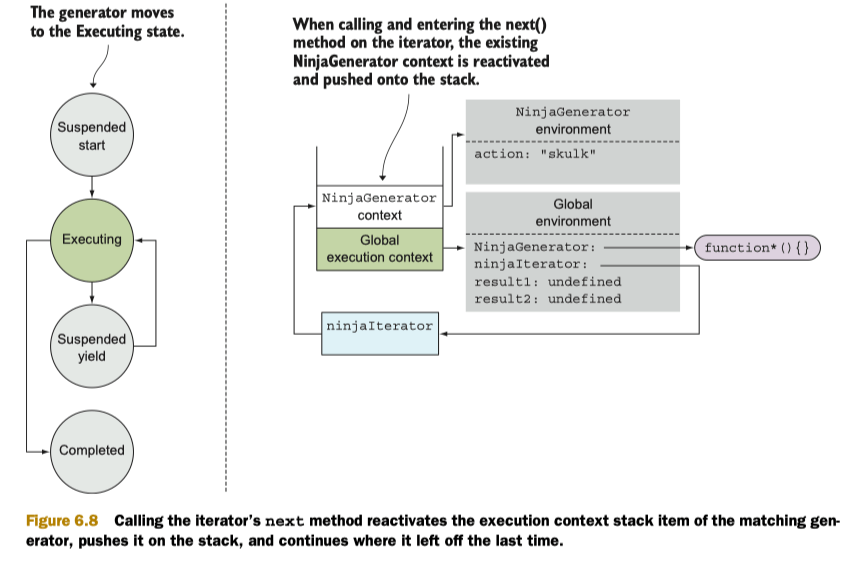 The generator moves
to the Executing state.
Suspended
start
Executing
Suspended
yield
Completed
When calling and entering the next()
method on the iterator, the existing
NinjaGenerator context is reactivated
and pushed onto the stack.
NinjaGenerator
context
Global
execution context
ninjaIterator
NinjaGenerator
environment
action: "skulk"
Global
environment
NinjaGenerator:
ninjaIterator:
result1: undefined
result2: undefined
function*(){}
Figure 6.8 Calling the iterator's next method reactivates the execution context stack item of the matching gen-
erator, pushes it on the stack, and continues where it left off the last time.